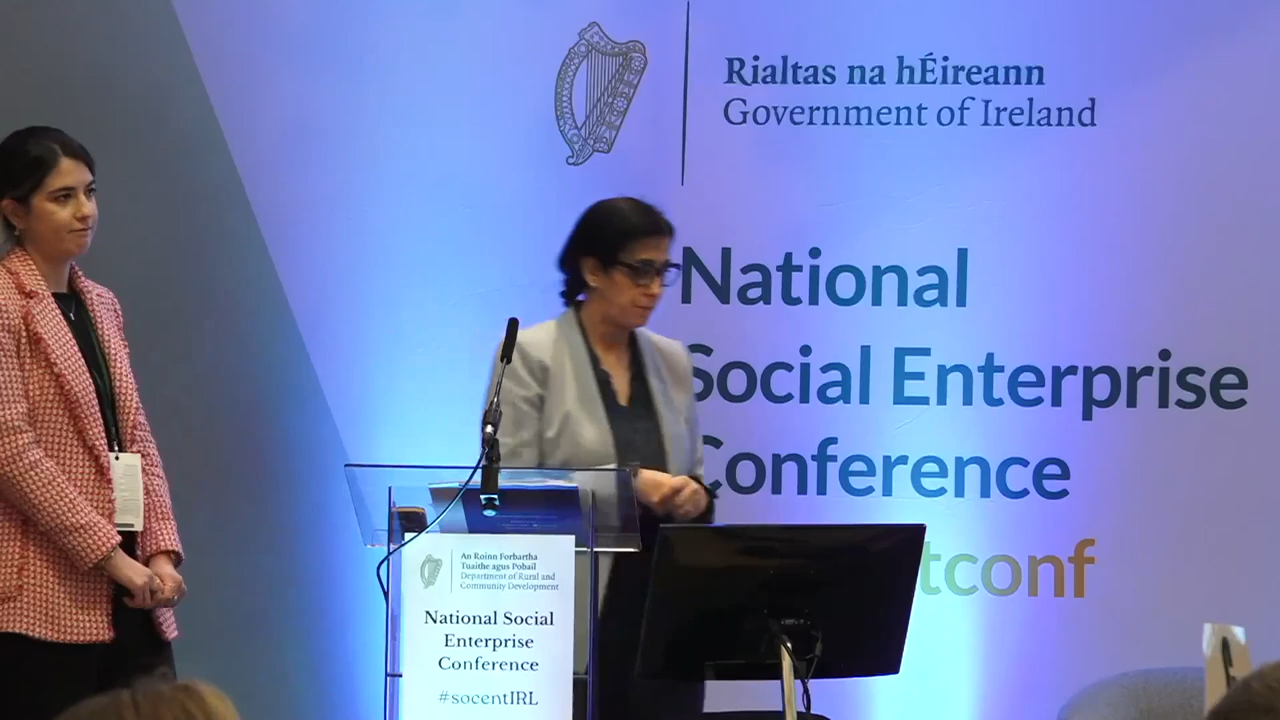 Rialtas na hÉireann
Government of Ireland
National
Social Enterprise
Conference
tconf
An Roinn Forbartha
Tuaithe agus Pobail
Department of Rural and
Community Development
National Social
Enterprise
Conference
#socentIRL